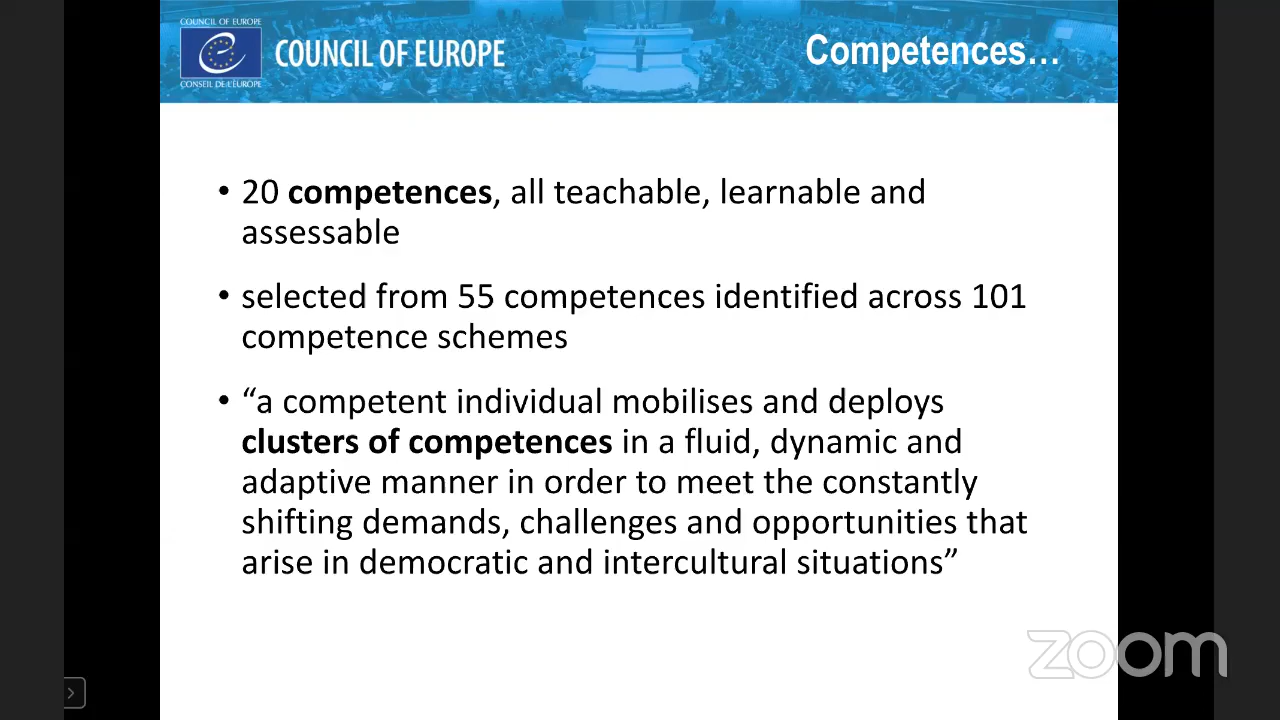 COUNCIL OF EUROPE
COUNCIL OF EUROPE
CONSEIL DE L'EUROPE
Competences...
• 20 competences, all teachable, learnable and
assessable
• selected from 55 competences identified across 101
competence schemes
• “a competent individual mobilises and deploys
clusters of competences in a fluid, dynamic and
adaptive manner in order to meet the constantly
shifting demands, challenges and opportunities that
arise in democratic and intercultural situations”
zoom